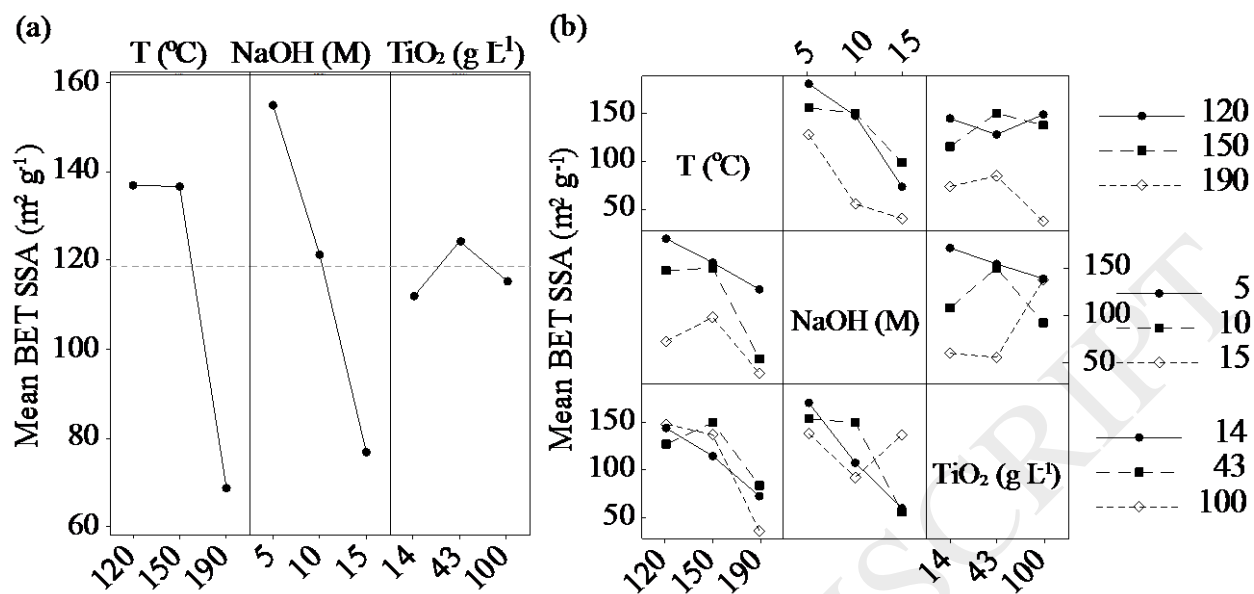 (a)
T (ºC) NaOH (M) TiO₂ (g L⁻¹)
Mean BET SSA (m² g⁻¹)
160
140
120
100
80
60
120 150 190 5 10 15 14 43 100
(b)
5 10 15
Mean BET SSA (m² g⁻¹)
150
100
50
T (ºC)
120
150
190
NaOH (M)
150
100
50
5
10
15
150
100
50
TiO₂ (g L⁻¹)
14
43
100
120 150 190 14 43 100